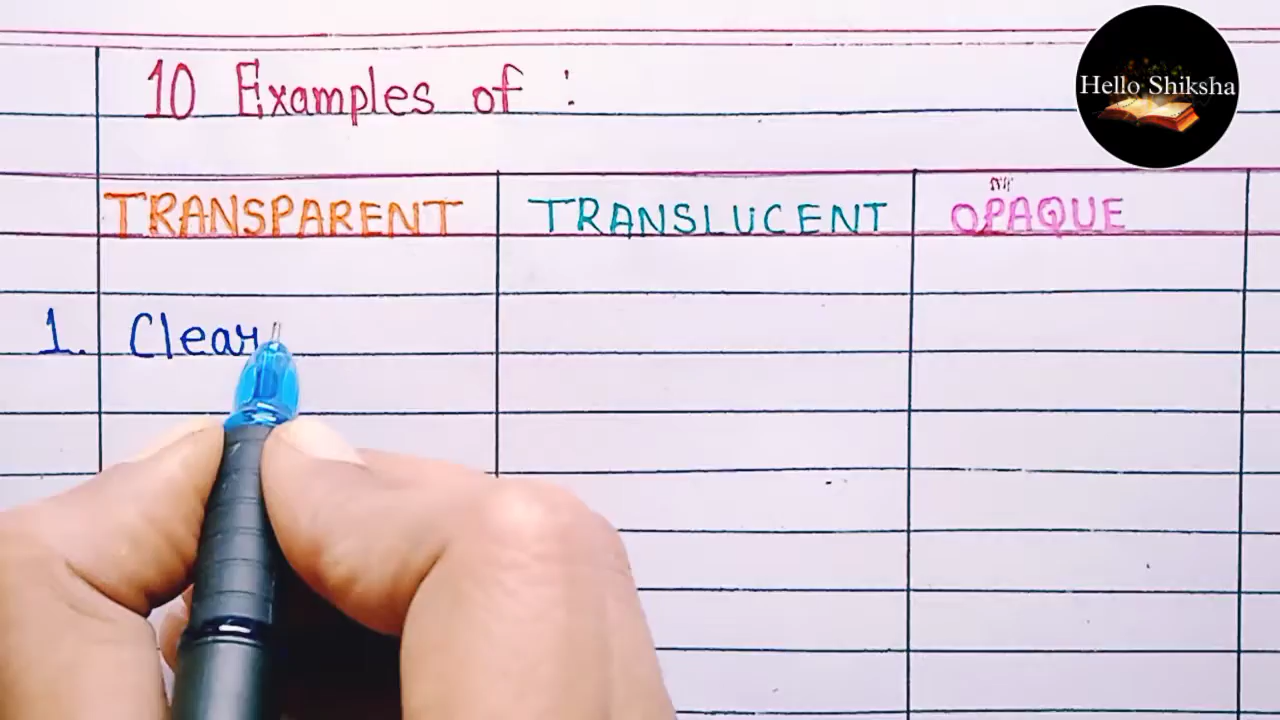 10 Examples of :
Hello Shiksha
TRANSPARENT TRANSLUCENT OPAQUE
1. Clear